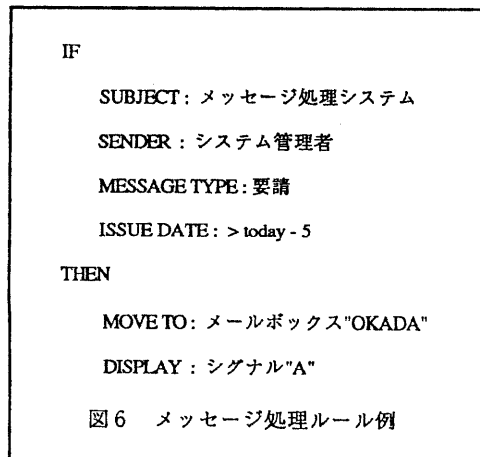 IF
SUBJECT : メッセージ処理システム
SENDER : システム管理者
MESSAGE TYPE : 要請
ISSUE DATE : > today - 5
THEN
MOVE TO : メールボックス"OKADA"
DISPLAY : シグナル"A"
図6 メッセージ処理ルール例